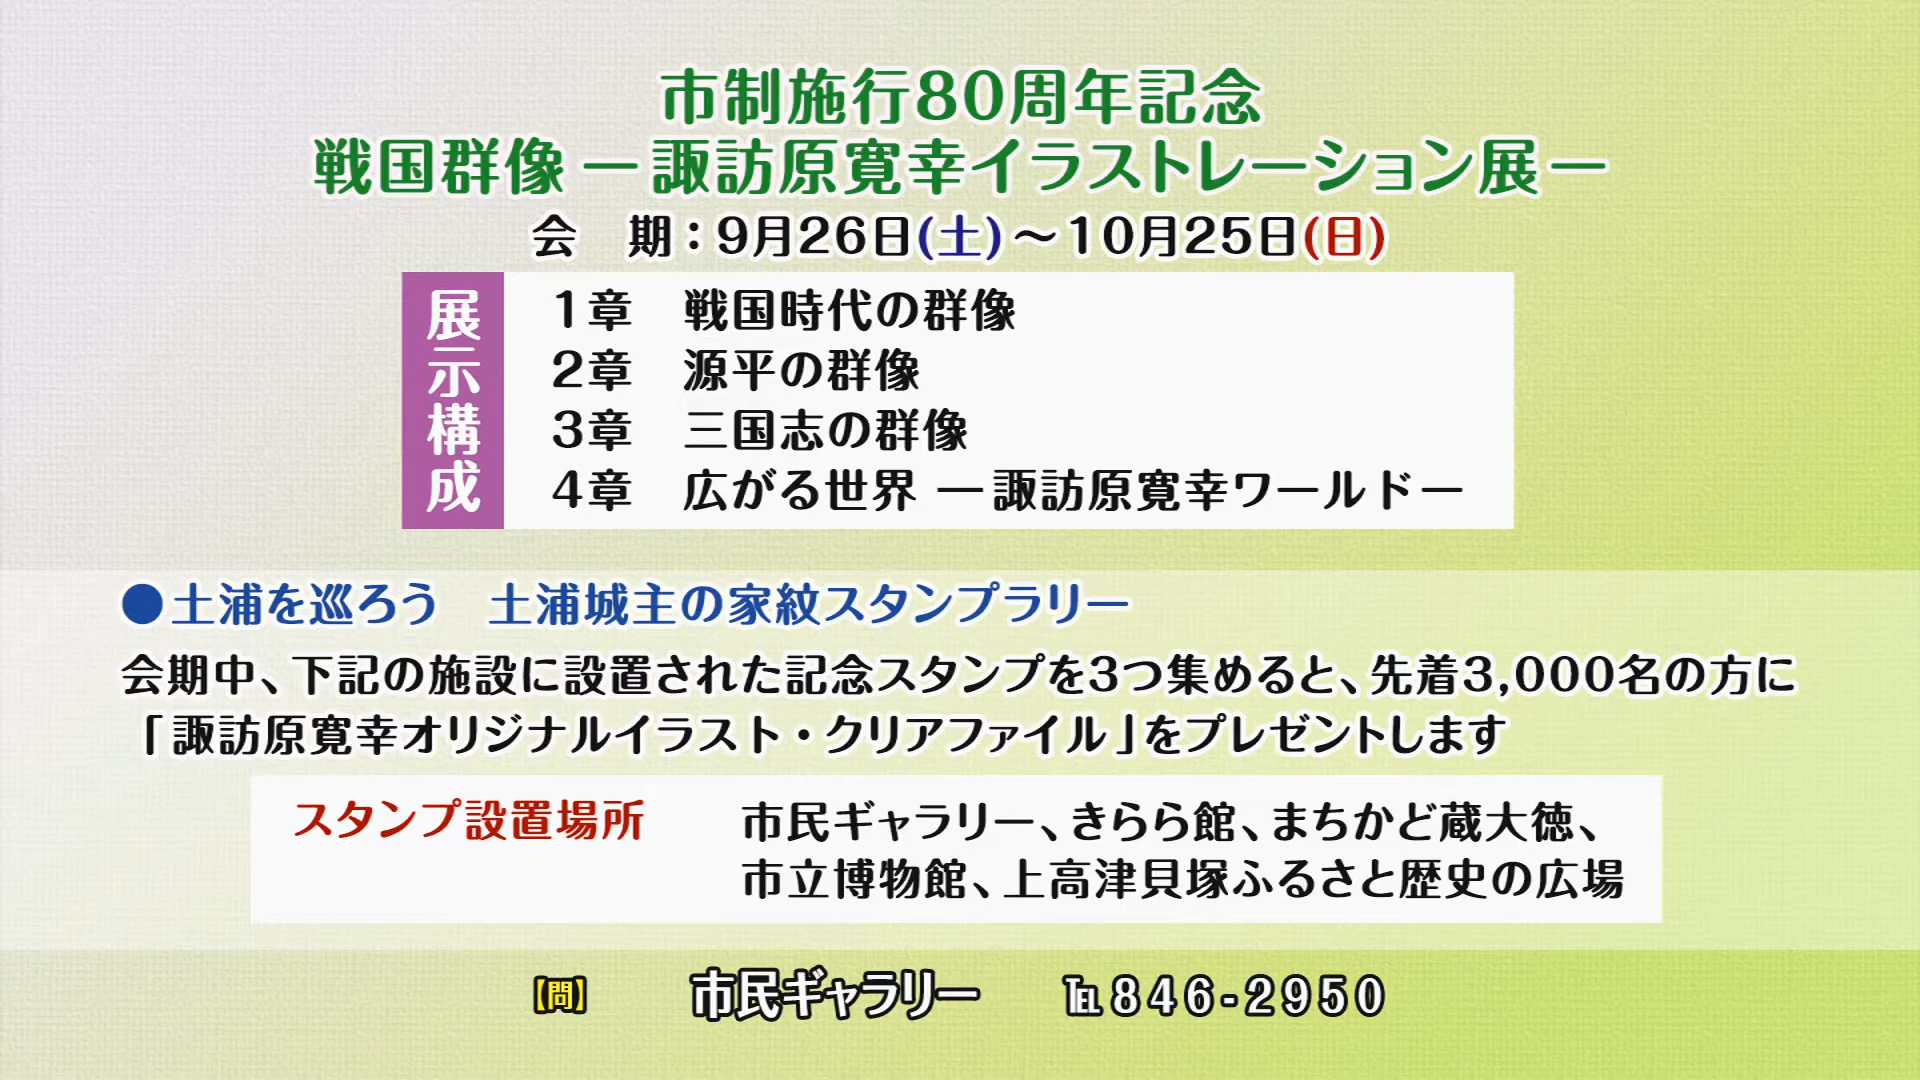 市制施行80周年記念
戦国群像 ―諏訪原寛幸イラストレーション展―
会　期：9月26日(土)～10月25日(日)
展示構成
1章　戦国時代の群像
2章　源平の群像
3章　三国志の群像
4章　広がる世界 ―諏訪原寛幸ワールド―
●土浦を巡ろう　土浦城主の家紋スタンプラリー
会期中、下記の施設に設置された記念スタンプを3つ集めると、先着3,000名の方に
「諏訪原寛幸オリジナルイラスト・クリアファイル」をプレゼントします
スタンプ設置場所　市民ギャラリー、きらら館、まちかど蔵大徳、
市立博物館、上高津貝塚ふるさと歴史の広場
【問】　市民ギャラリー　℡846-2950